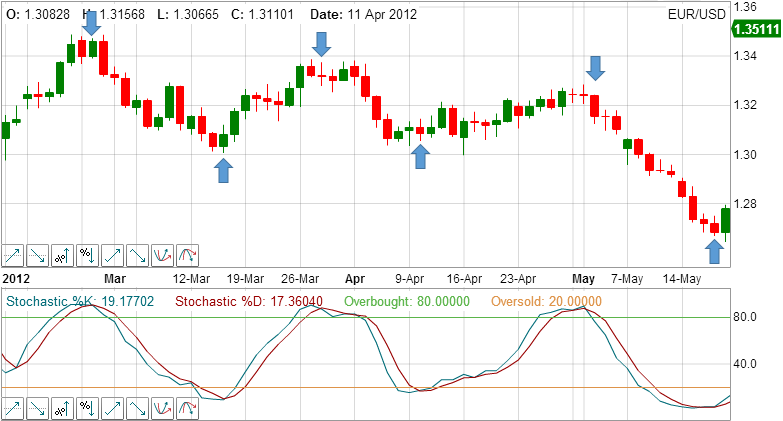 O: 1.30828 H: 1.31568 L: 1.30665 C: 1.31101 Date: 11 Apr 2012 EUR/USD
1.36
1.35111
1.34
1.32
1.30
1.28
2012 Mar 12-Mar 19-Mar 26-Mar Apr 9-Apr 16-Apr 23-Apr May 7-May 14-May
Stochastic %K: 19.17702 Stochastic %D: 17.36040 Overbought: 80.00000 Oversold: 20.00000
80.0
40.0